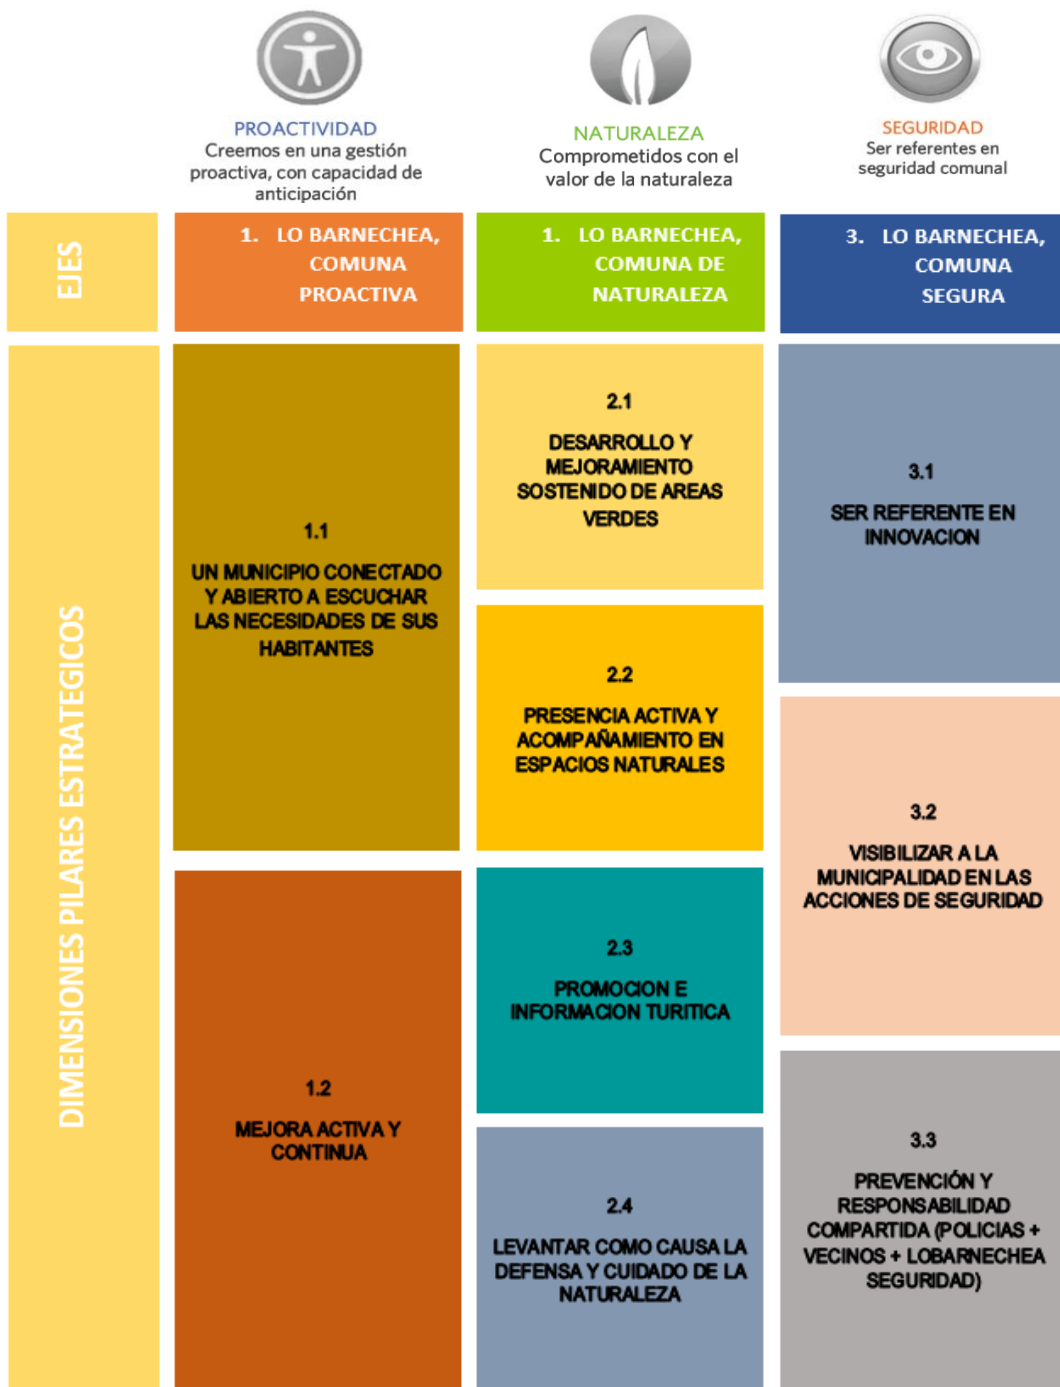 PROACTIVIDAD
Creemos en una gestión
proactiva, con capacidad de
anticipación
NATURALEZA
Comprometidos con el
valor de la naturaleza
SEGURIDAD
Ser referentes en
seguridad comunal
EJES
1. LO BARNECHEA,
COMUNA
PROACTIVA
1. LO BARNECHEA,
COMUNA DE
NATURALEZA
3. LO BARNECHEA,
COMUNA
SEGURA
DIMENSIONES PILARES ESTRATEGICOS
1.1
UN MUNICIPIO CONECTADO
Y ABIERTO A ESCUCHAR
LAS NECESIDADES DE SUS
HABITANTES
1.2
MEJORA ACTIVA Y
CONTINUA
2.1
DESARROLLO Y
MEJORAMIENTO
SOSTENIDO DE AREAS
VERDES
2.2
PRESENCIA ACTIVA Y
ACOMPAÑAMIENTO EN
ESPACIOS NATURALES
2.3
PROMOCION E
INFORMACION TURITICA
2.4
LEVANTAR COMO CAUSA LA
DEFENSA Y CUIDADO DE LA
NATURALEZA
3.1
SER REFERENTE EN
INNOVACION
3.2
VISIBILIZAR A LA
MUNICIPALIDAD EN LAS
ACCIONES DE SEGURIDAD
3.3
PREVENCIÓN Y
RESPONSABILIDAD
COMPARTIDA (POLICIAS +
VECINOS + LOBARNECHEA
SEGURIDAD)